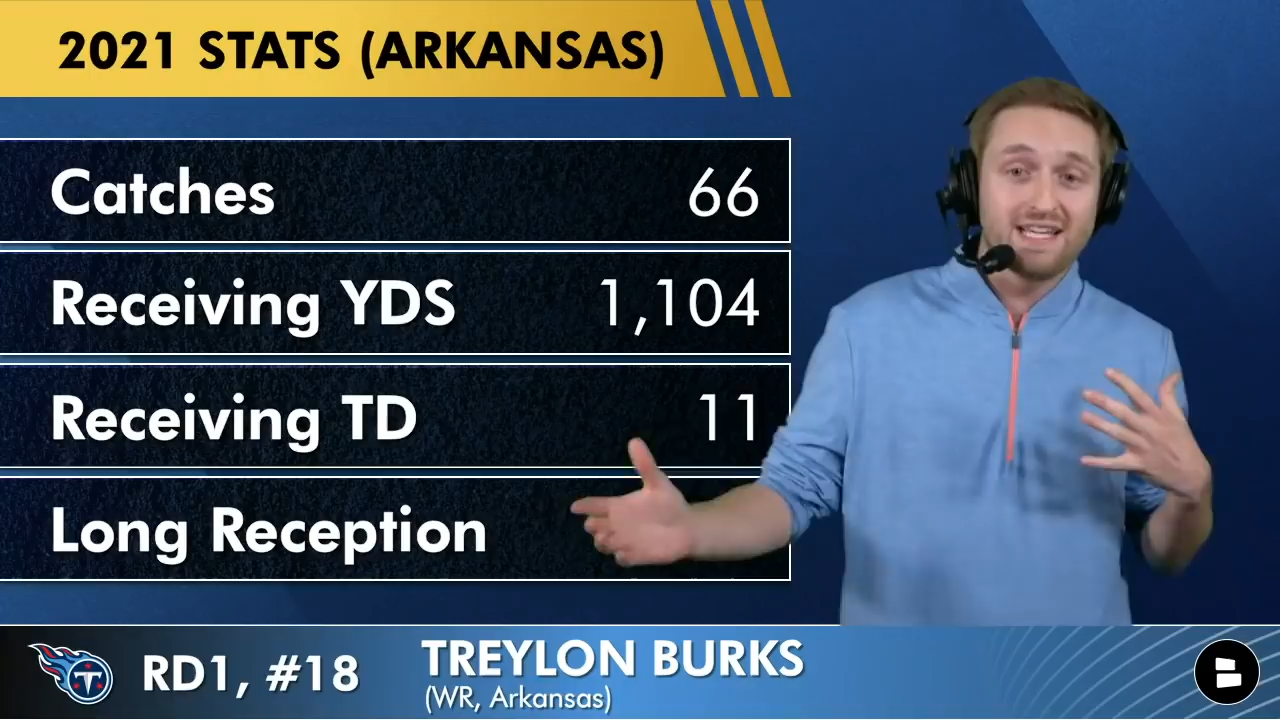 2021 STATS (ARKANSAS)
Catches 66
Receiving YDS 1,104
Receiving TD 11
Long Reception
T
RD1, #18
TREYLON BURKS
(WR, Arkansas)